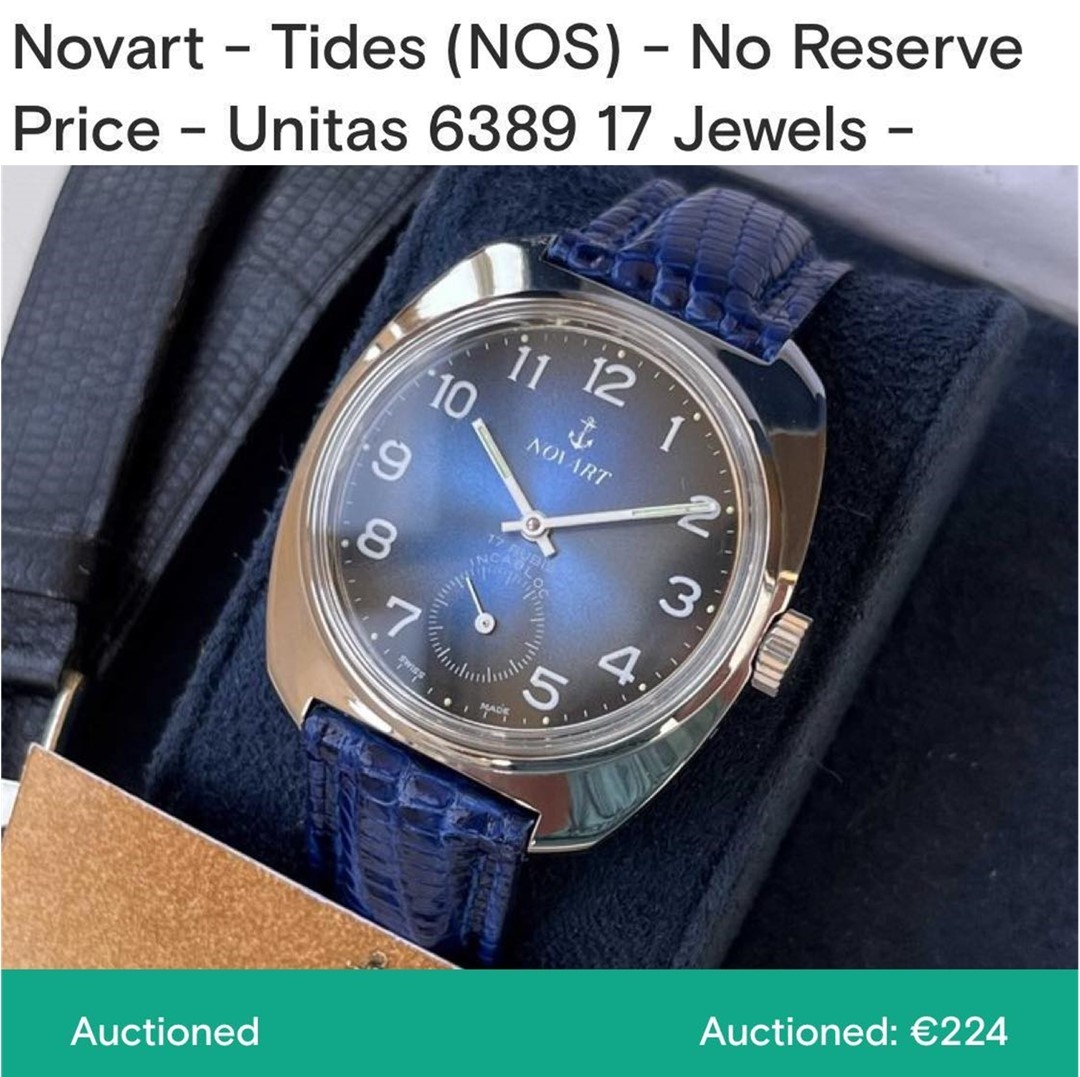 Novart - Tides (NOS) - No Reserve
Price - Unitas 6389 17 Jewels -
11 12 1
10 2
9 3
8 4
7 5
NOVART
17 RUBIS
INCABLOC
SWISS MADE
Auctioned Auctioned: €224